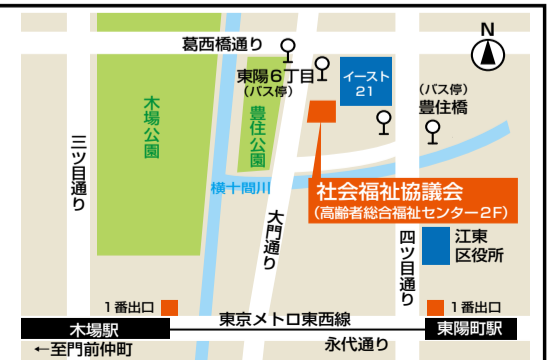 N
葛西橋通り
東陽6丁目
(バス停)
イースト
21
(バス停)
豊住橋
木場公園
豊住公園
三ツ目通り
横十間川
社会福祉協議会
(高齢者総合福祉センター2F)
大門通り
四ツ目通り
江東
区役所
1番出口
1番出口
木場駅
東京メトロ東西線
東陽町駅
←至門前仲町
永代通り